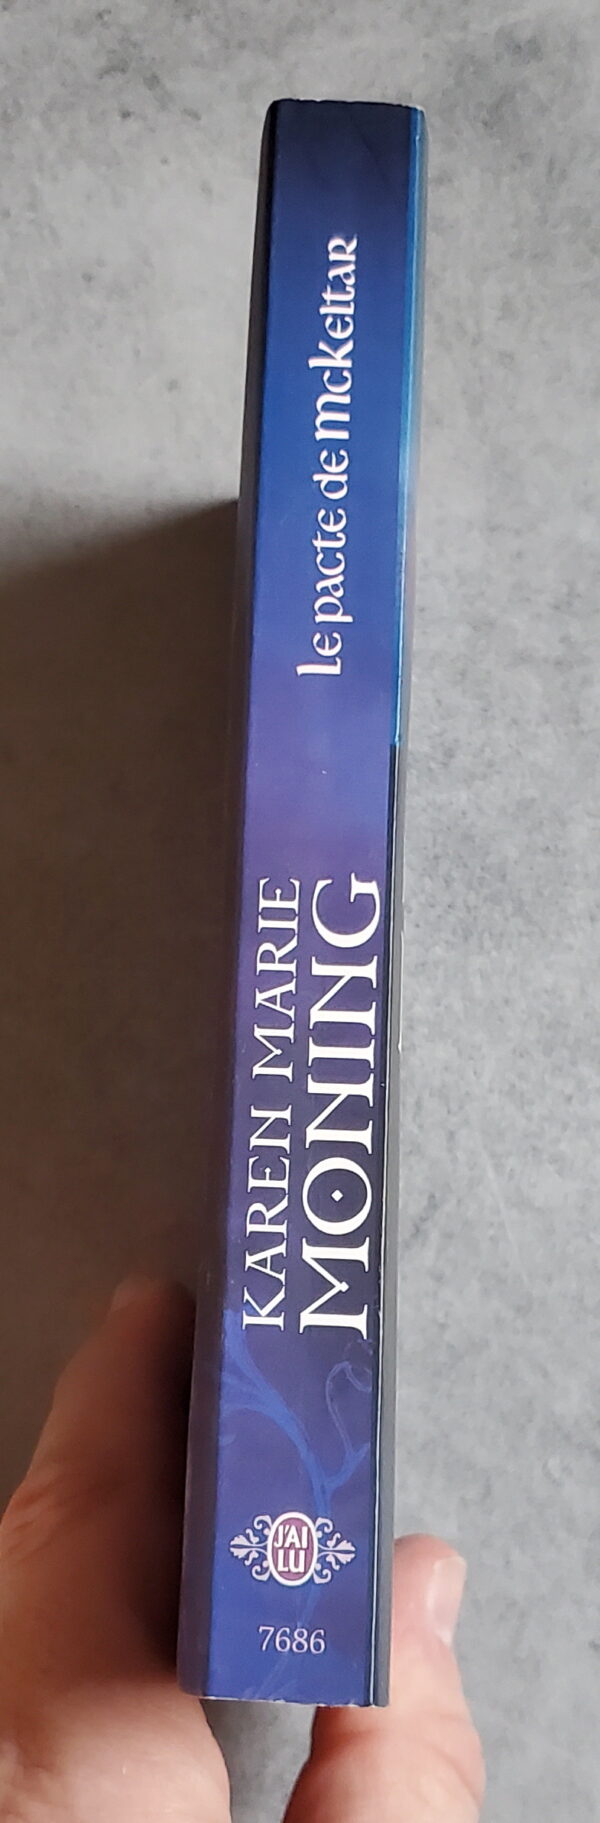 Le pacte de McKeltar
KAREN MARIE
MONING
J'AI
LU
7686